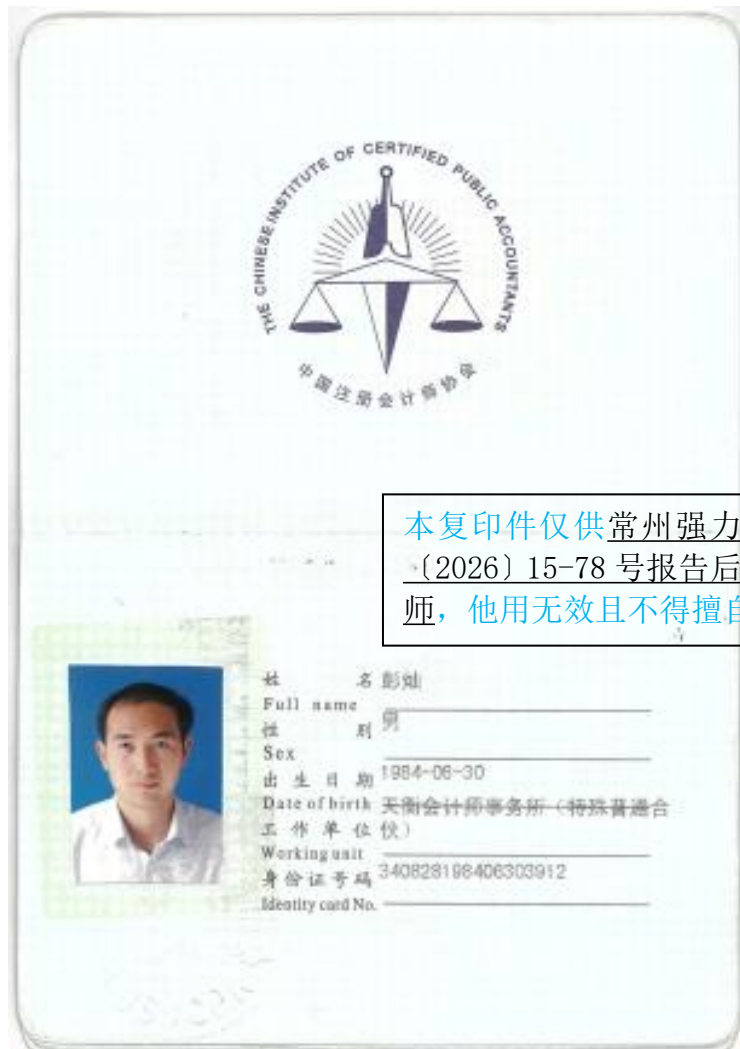 THE CHINESE INSTITUTE OF CERTIFIED PUBLIC ACCOUNTANTS
中国注册会计师协会
本复印件仅供常州强力
〔2026〕15-78 号报告后
师，他用无效且不得擅自
姓 名 彭灿
Full name
性 别 男
Sex
出生日期 1984-06-30
Date of birth
天衡会计师事务所（特殊普通合
工作单位 伙）
Working unit
身份证号码 340828198406303912
Identity card No.